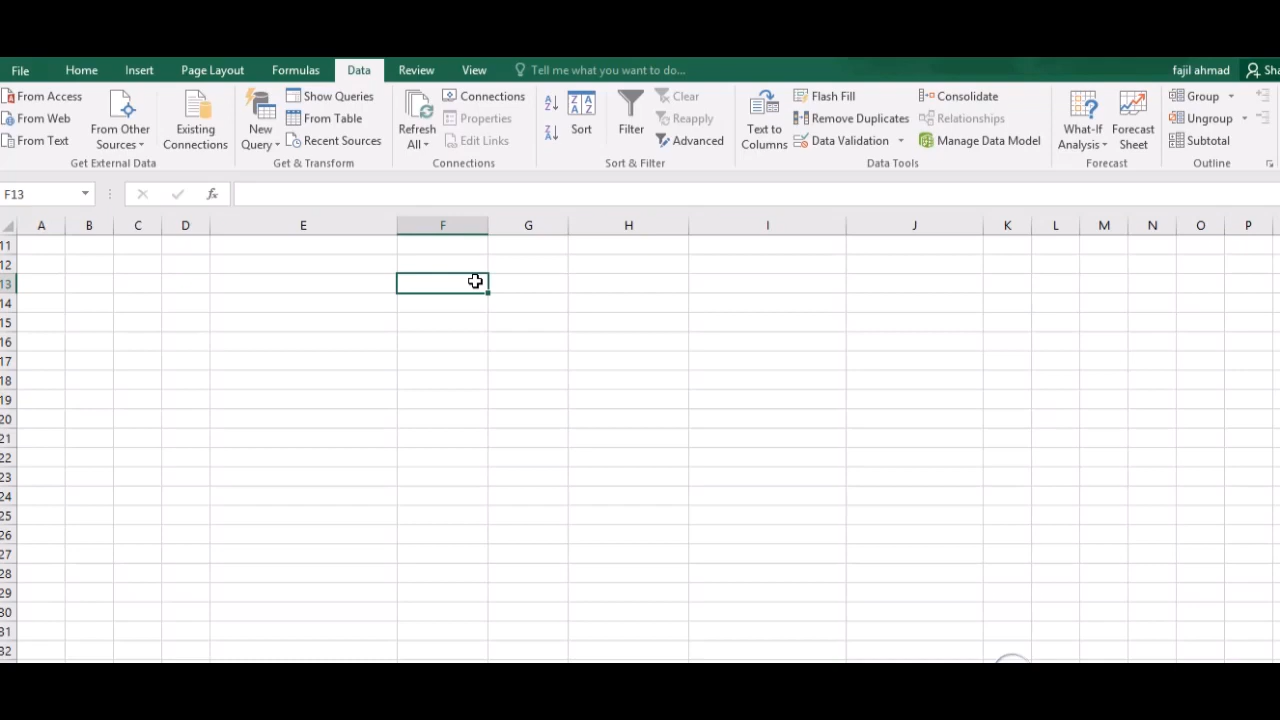 File Home Insert Page Layout Formulas Data Review View Tell me what you want to do... fajil ahmad
From Access
From Web
From Text
From Other Sources
Existing Connections
Get External Data
New Query
Show Queries
From Table
Recent Sources
Get & Transform
Refresh All
Connections
Properties
Edit Links
Connections
Sort
Filter
Clear
Reapply
Advanced
Sort & Filter
Text to Columns
Flash Fill
Remove Duplicates
Data Validation
Consolidate
Relationships
Manage Data Model
Data Tools
What-If Analysis
Forecast Sheet
Forecast
Group
Ungroup
Subtotal
Outline
F13 fx
A B C D E F G H I J K L M N O P
11
12
13
14
15
16
17
18
19
20
21
22
23
24
25
26
27
28
29
30
31
32